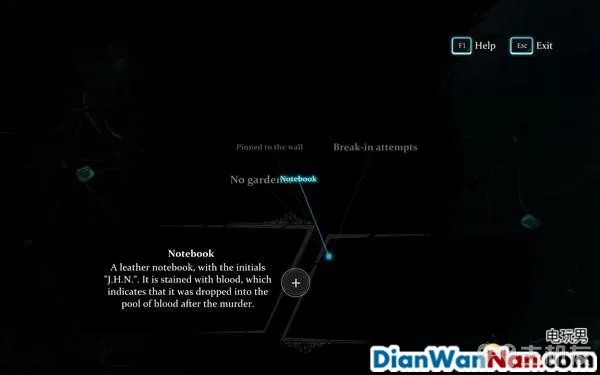 F1 Help Esc Exit
Pinned to the wall
Break-in attempts
No gardene
Notebook
Notebook
A leather notebook, with the initials
"J.H.N.". It is stained with blood, which
indicates that it was dropped into the
pool of blood after the murder.
电玩男
DianWanNan.com